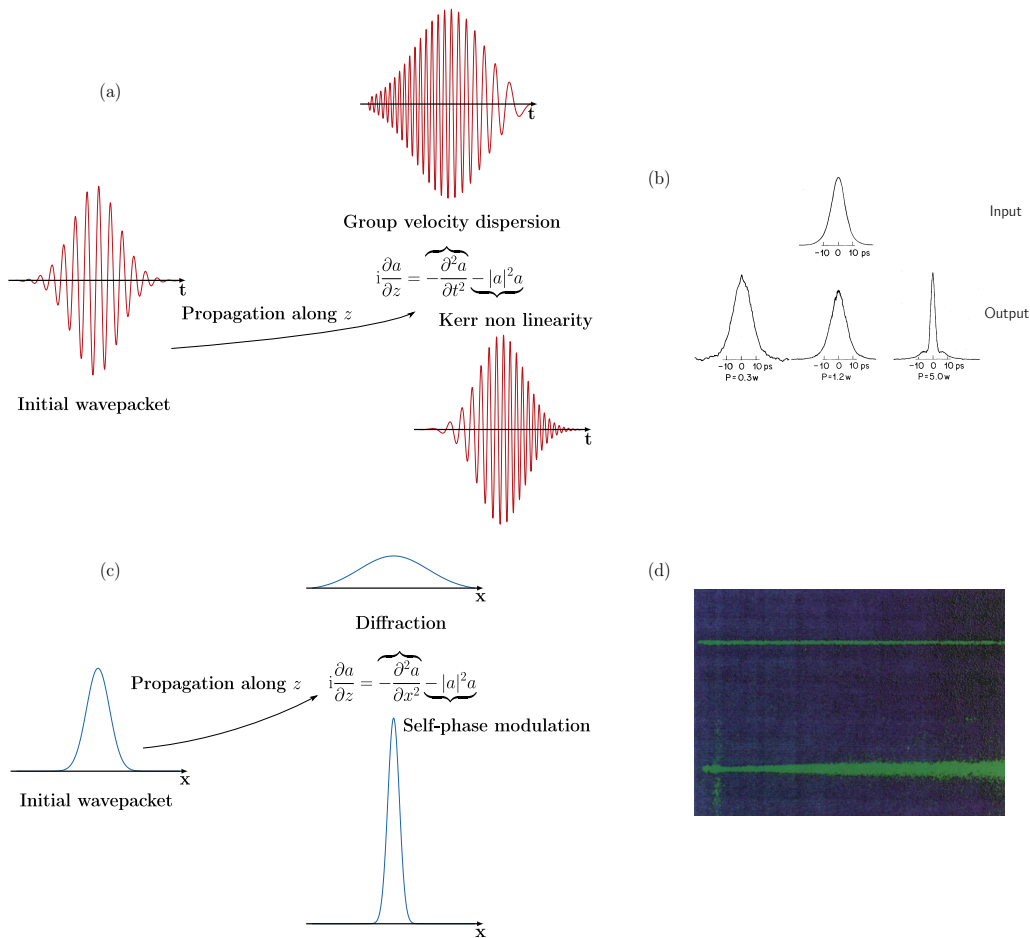 (a)
t
Group velocity dispersion
i∂a/∂z = −∂²a/∂t² − |a|²a
t
Propagation along z
Kerr non linearity
Initial wavepacket
t
(b)
Input
−10 0 10 ps
Output
−10 0 10 ps
P=0.3w
−10 0 10 ps
P=1.2w
−10 0 10 ps
P=5.0w
(c)
x
Diffraction
Propagation along z
i∂a/∂z = −∂²a/∂x² − |a|²a
Self-phase modulation
x
Initial wavepacket
x
(d)